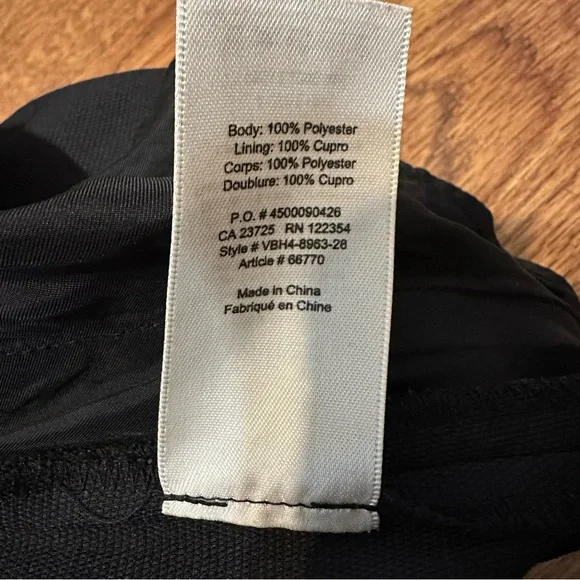 Body: 100% Polyester
Lining: 100% Cupro
Corps: 100% Polyester
Doublure: 100% Cupro
P.O. # 4500090426
CA 23725 RN 122354
Style # VBH4-8963-28
Article # 66770
Made in China
Fabriqué en Chine